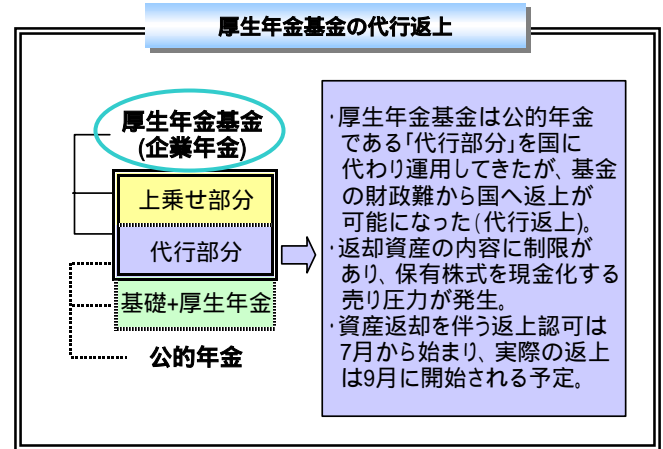 厚生年金基金の代行返上
厚生年金基金
(企業年金)
上乗せ部分
代行部分
基礎+厚生年金
公的年金
・厚生年金基金は公的年金
である「代行部分」を国に
代わり運用してきたが、基金
の財政難から国へ返上が
可能になった(代行返上)。
・返却資産の内容に制限が
あり、保有株式を現金化する
売り圧力が発生。
・資産返却を伴う返上認可は
7月から始まり、実際の返上
は9月に開始される予定。